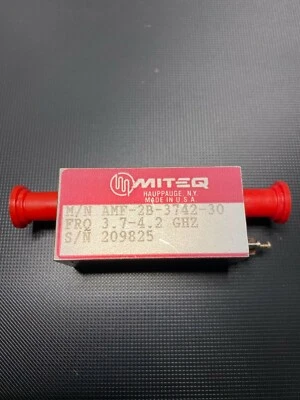 MITEQ
HAUPPAUGE, N.Y.
MADE IN U.S.A.
M/N AMF-2B-3742-30
FRQ 3.7-4.2 GHZ
S/N 209825